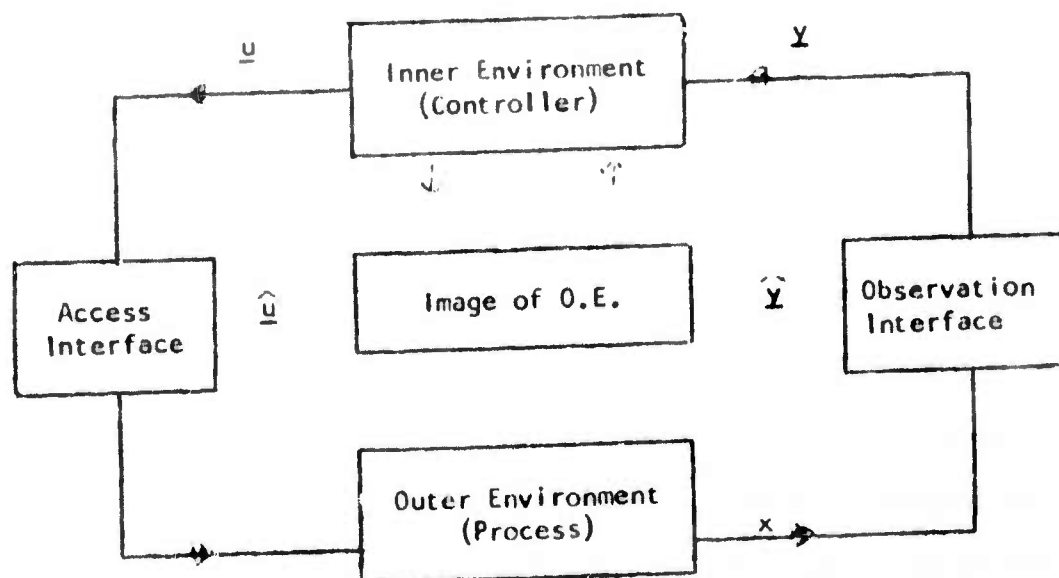 u
y
Inner Environment
(Controller)
Access
Interface
û
Image of O.E.
ŷ
Observation
Interface
Outer Environment
(Process)
x